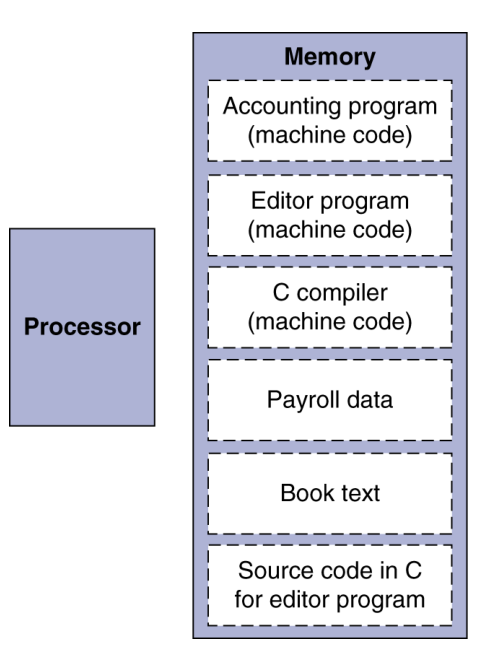 Memory
Accounting program
(machine code)
Editor program
(machine code)
C compiler
(machine code)
Processor
Payroll data
Book text
Source code in C
for editor program